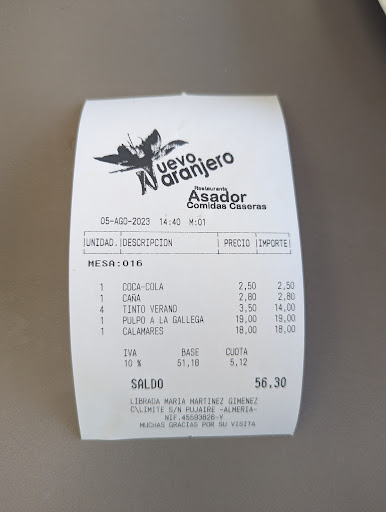 Nuevo
Naranjero
Restaurante
Asador
Comidas Caseras
05-AGO-2023 14:40 M:01
UNIDAD. DESCRIPCION PRECIO IMPORTE
MESA:016
1 COCA-COLA 2,50 2,50
1 CAÑA 2,80 2,80
4 TINTO VERANO 3,50 14,00
1 PULPO A LA GALLEGA 19,00 19,00
1 CALAMARES 18,00 18,00
IVA BASE CUOTA
10 % 51,18 5,12
SALDO 56,30
LIBRADA MARIA MARTINEZ GIMENEZ
C\LIMITE S/N PUJAIRE -ALMERIA-
NIF.45593826-Y
MUCHAS GRACIAS POR SU VISITA